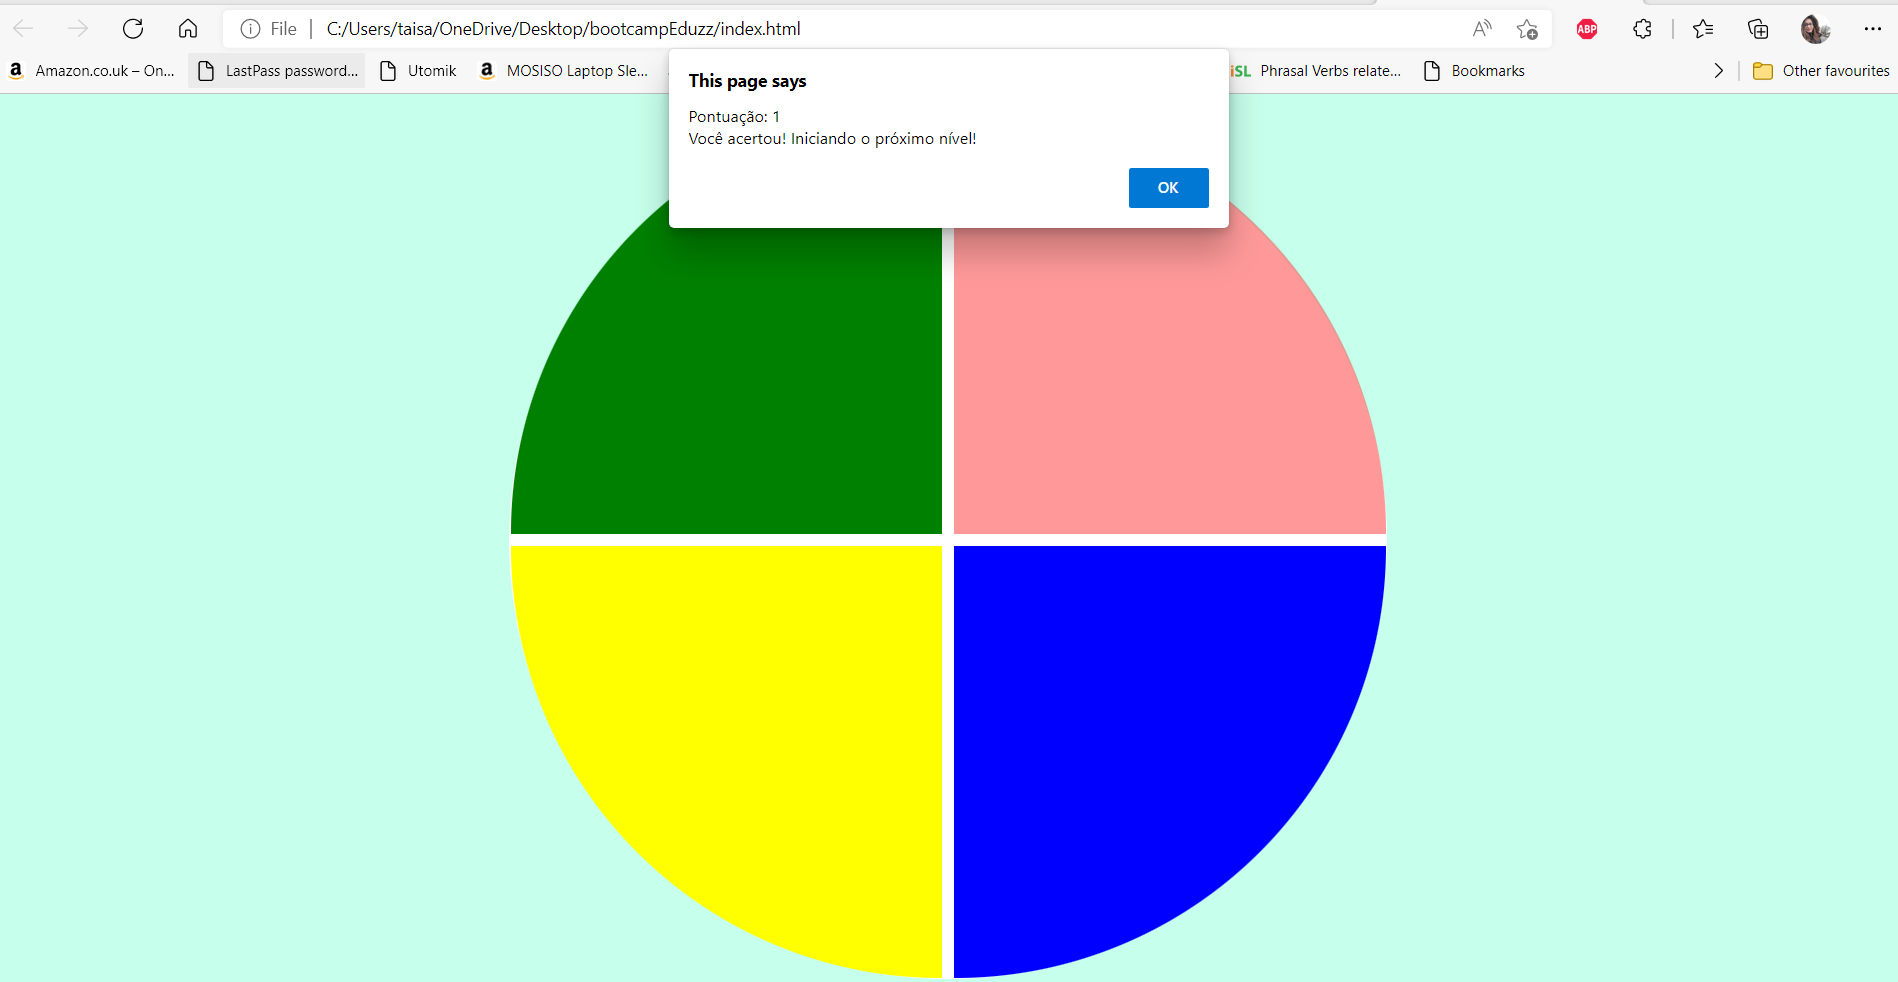 File
C:/Users/taisa/OneDrive/Desktop/bootcampEduzz/index.html
A
ABP
a Amazon.co.uk – On...
LastPass password...
Utomik
a MOSISO Laptop Sle...
iSL Phrasal Verbs relate...
Bookmarks
Other favourites
This page says
Pontuação: 1
Você acertou! Iniciando o próximo nível!
OK